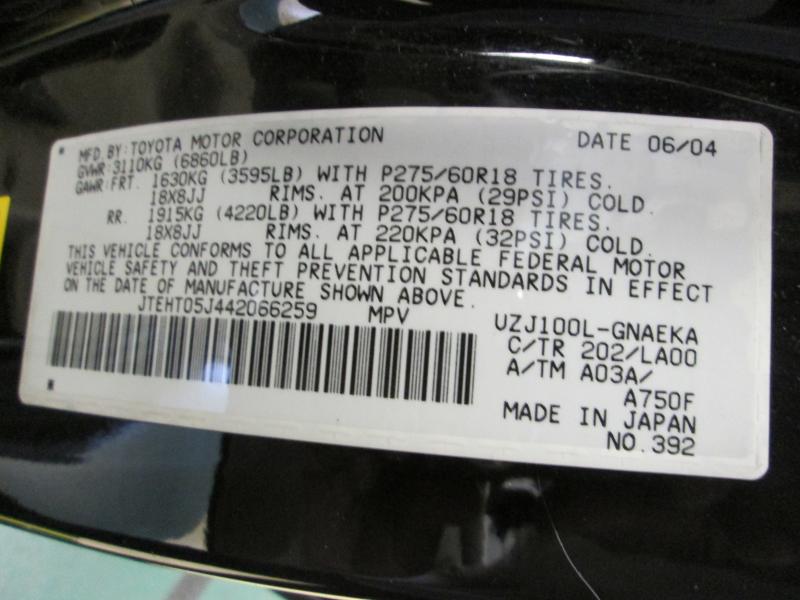 MFD. BY: TOYOTA MOTOR CORPORATION DATE 06/04
GVWR: 3110KG (6860LB)
GAWR: FRT. 1630KG (3595LB) WITH P275/60R18 TIRES.
18X8JJ RIMS. AT 200KPA (29PSI) COLD.
RR. 1915KG (4220LB) WITH P275/60R18 TIRES.
18X8JJ RIMS. AT 220KPA (32PSI) COLD.
THIS VEHICLE CONFORMS TO ALL APPLICABLE FEDERAL MOTOR
VEHICLE SAFETY AND THEFT PREVENTION STANDARDS IN EFFECT
ON THE DATE OF MANUFACTURE SHOWN ABOVE.
JTEHT05J442066259 MPV
UZJ100L-GNAEKA
C/TR 202/LA00
A/TM A03A/
A750F
MADE IN JAPAN
NO.392